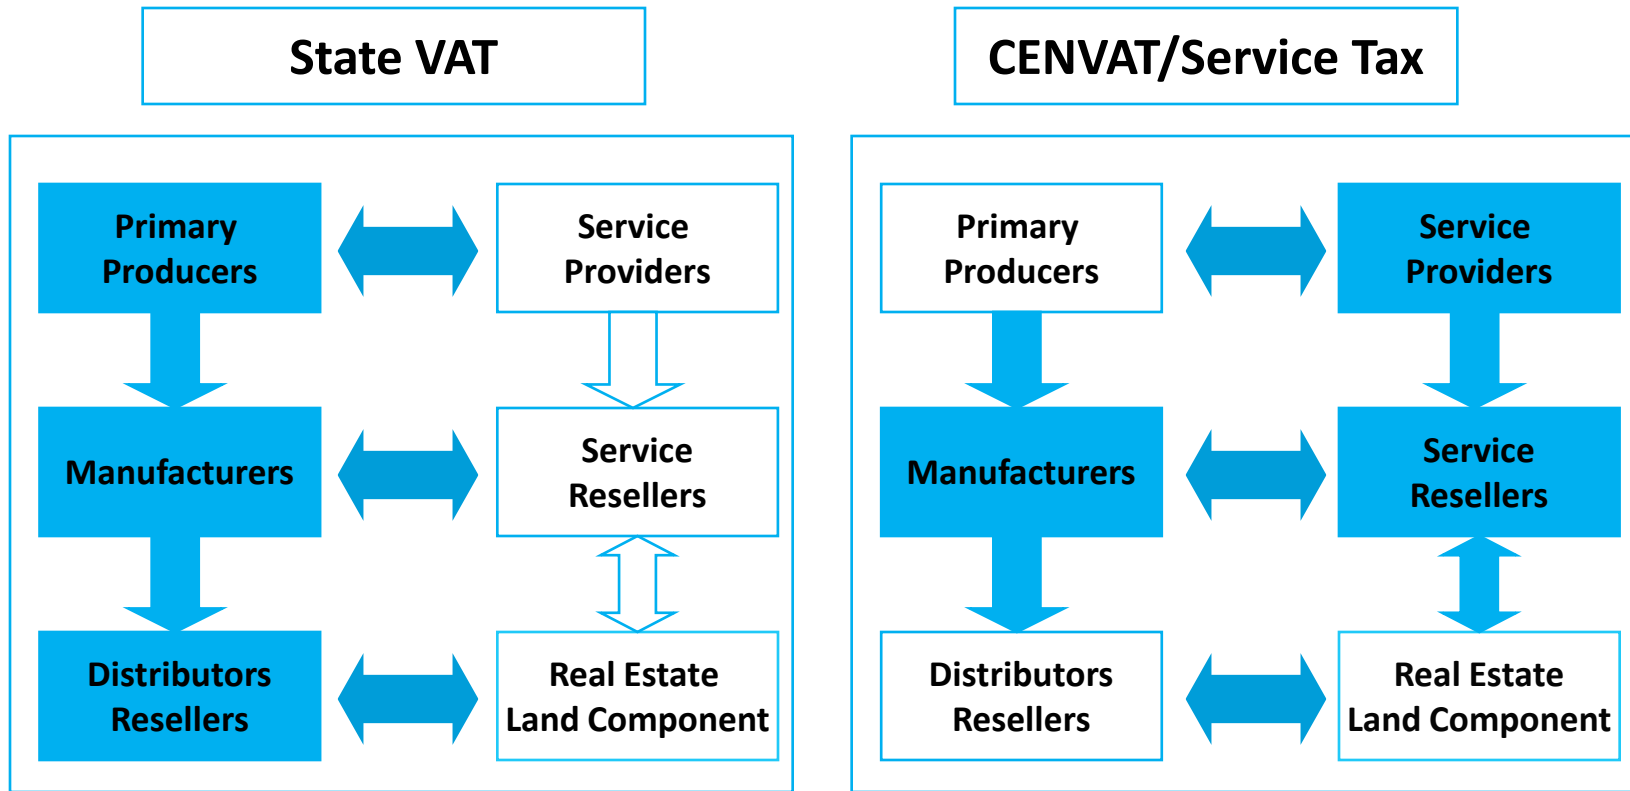 State VAT
CENVAT/Service Tax
Primary
Producers
Service
Providers
Manufacturers
Service
Resellers
Distributors
Resellers
Real Estate
Land Component
Primary
Producers
Service
Providers
Manufacturers
Service
Resellers
Distributors
Resellers
Real Estate
Land Component